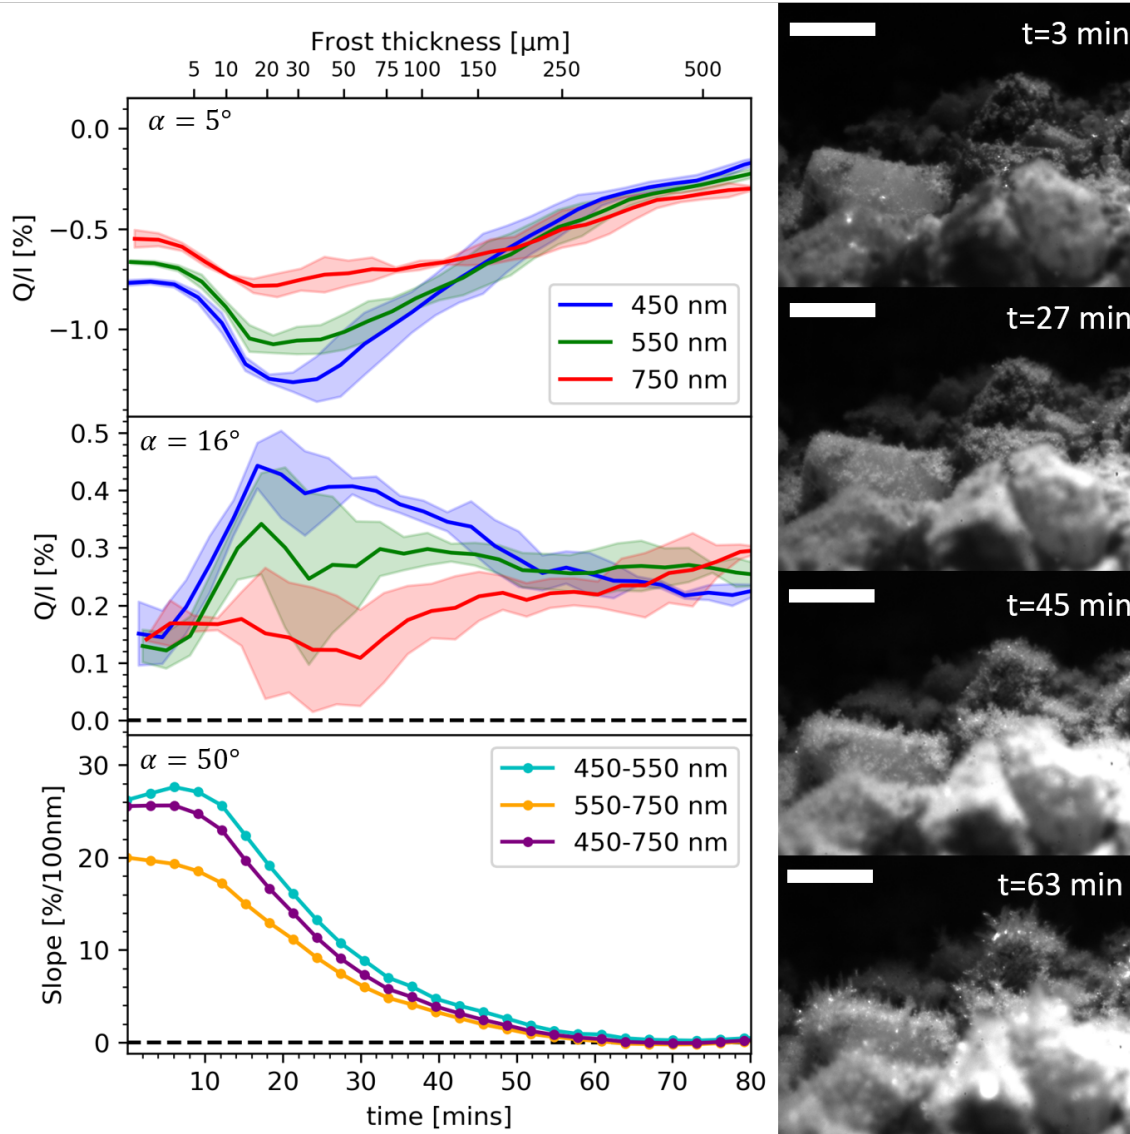 Frost thickness [μm]
5 10 20 30 50 75 100 150 250 500
α = 5°
0.0
−0.5
−1.0
Q/I [%]
450 nm
550 nm
750 nm
α = 16°
0.5
0.4
0.3
0.2
0.1
0.0
Q/I [%]
α = 50°
30
20
10
0
Slope [%/100nm]
450-550 nm
550-750 nm
450-750 nm
10 20 30 40 50 60 70 80
time [mins]
t=3 min
t=27 min
t=45 min
t=63 min